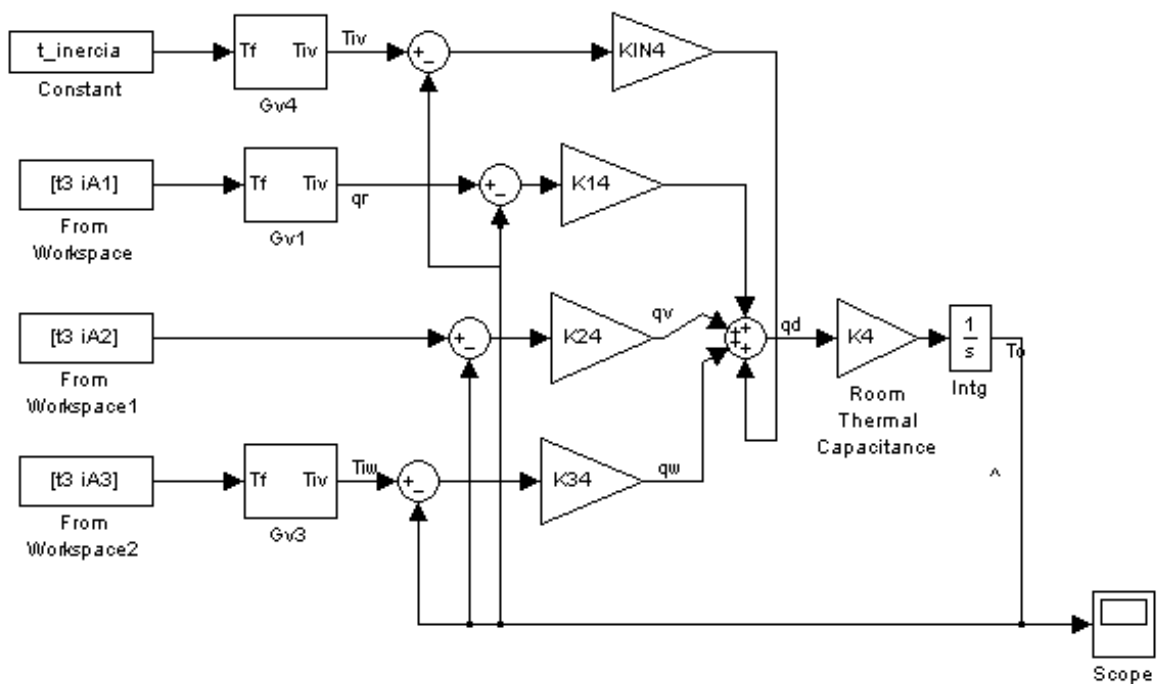 t_inercia
Constant
Tf Tiv
Gv4
Tiv
+
-
KIN4
[t3 iA1]
From
Workspace
Tf Tiv
Gv1
qr
+
-
K14
[t3 iA2]
From
Workspace1
+
-
K24
qv
+
+
+
+
qd
K4
Room
Thermal
Capacitance
1
s
Intg
[t3 iA3]
From
Workspace2
Tf Tiv
Gv3
Tiw
+
-
K34
qw
^
Scope